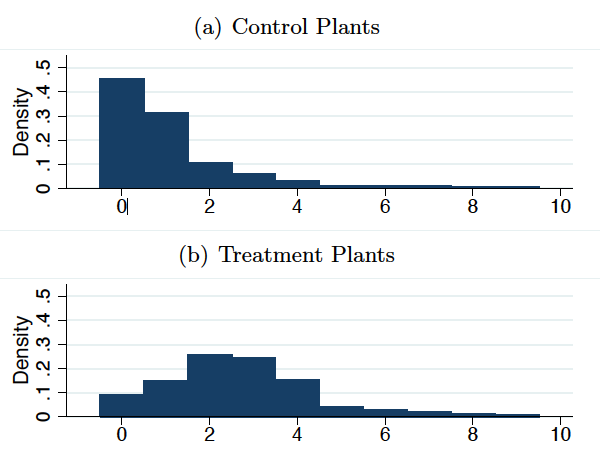 (a) Control Plants
Density
0 .1 .2 .3 .4 .5
0 2 4 6 8 10
(b) Treatment Plants
Density
0 .1 .2 .3 .4 .5
0 2 4 6 8 10